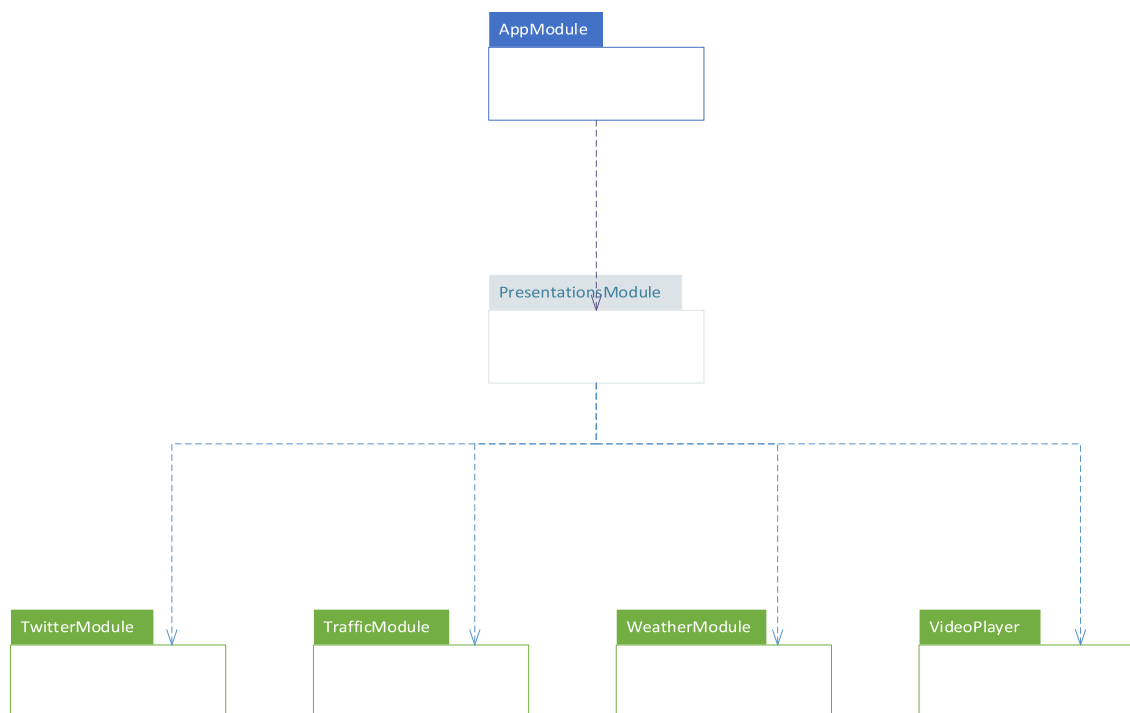 AppModule
PresentationsModule
TwitterModule
TrafficModule
WeatherModule
VideoPlayer